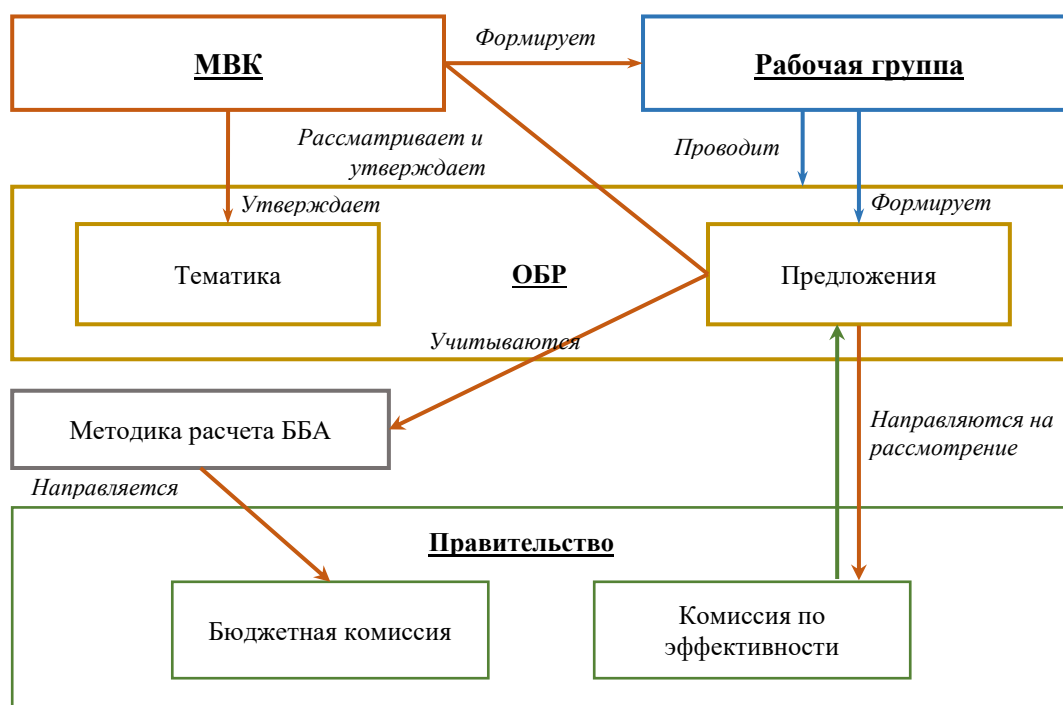 Формирует
МВК
Рабочая группа
Рассматривает и
утверждает
Проводит
Утверждает
Формирует
Тематика
ОБР
Предложения
Учитываются
Методика расчета ББА
Направляются на
рассмотрение
Направляется
Правительство
Бюджетная комиссия
Комиссия по
эффективности